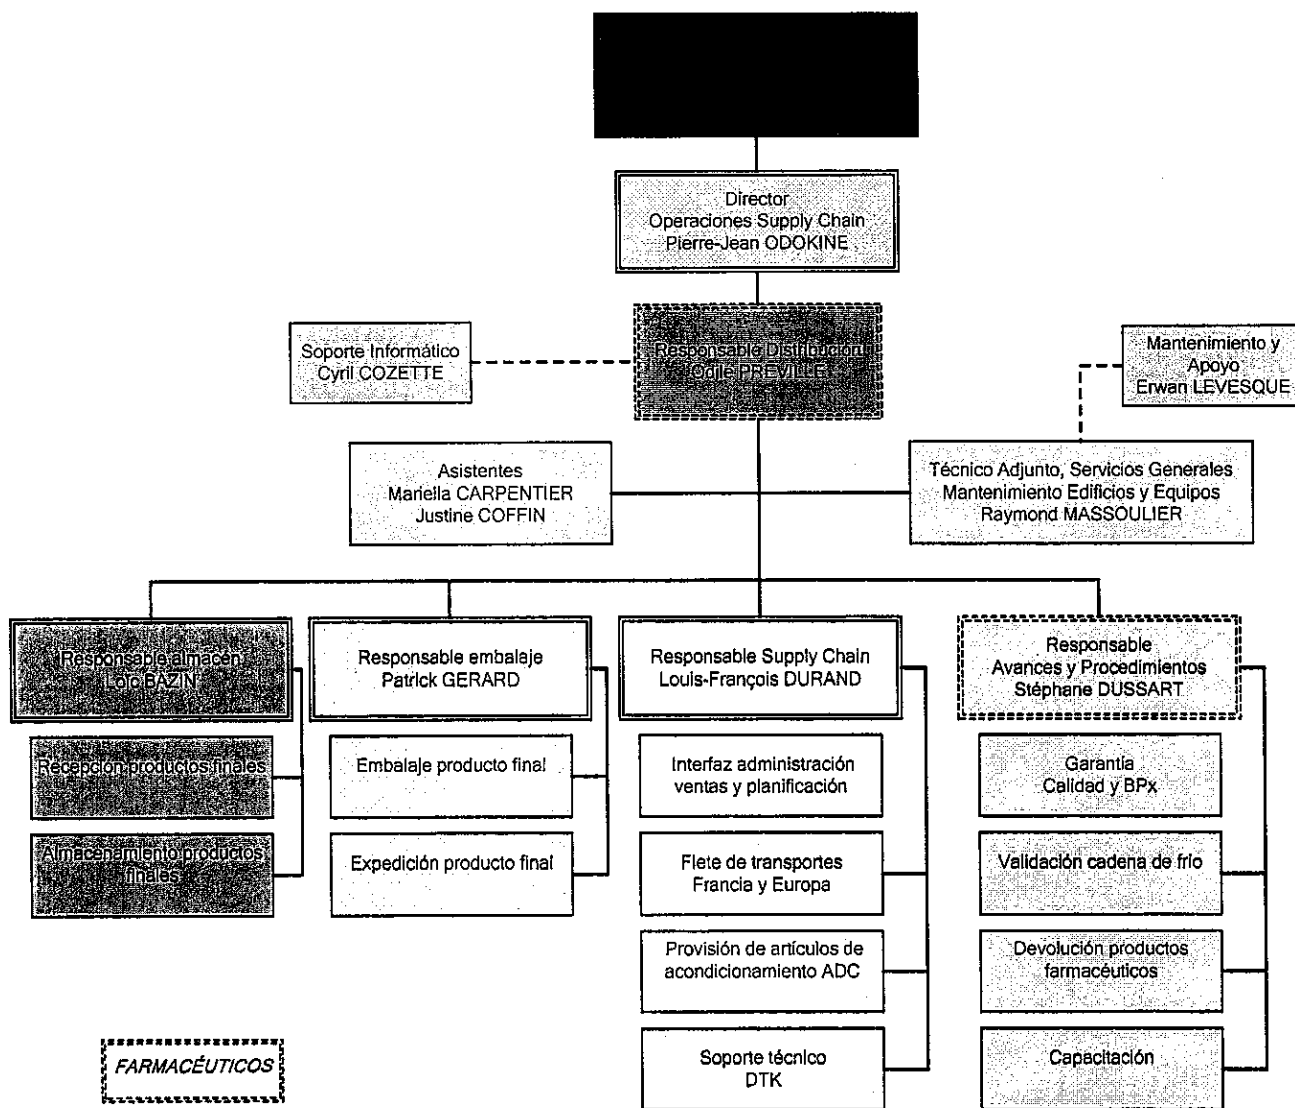 Director
Operaciones Supply Chain
Pierre-Jean ODOKINE
Soporte Informático
Cyril COZETTE
Responsable Distribución
Odile PREVILLE
Mantenimiento y
Apoyo
Erwan LEVESQUE
Asistentes
Mariella CARPENTIER
Justine COFFIN
Técnico Adjunto, Servicios Generales
Mantenimiento Edificios y Equipos
Raymond MASSOULIER
Responsable almacén
Loïc BAZIN
Recepción productos finales
Almacenamiento productos
finales
Responsable embalaje
Patrick GERARD
Embalaje producto final
Expedición producto final
Responsable Supply Chain
Louis-François DURAND
Interfaz administración
ventas y planificación
Flete de transportes
Francia y Europa
Provisión de artículos de
acondicionamiento ADC
Soporte técnico
DTK
Responsable
Avances y Procedimientos
Stéphane DUSSART
Garantía
Calidad y BPx
Validación cadena de frío
Devolución productos
farmacéuticos
Capacitación
FARMACÉUTICOS